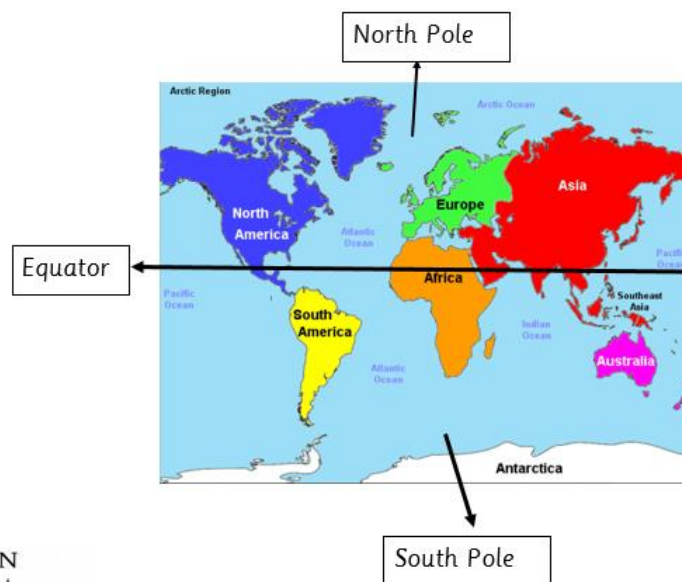 North Pole
Arctic Region
Arctic Ocean
Asia
Europe
North
America
Atlantic
Ocean
Pacific
Equator
Africa
Pacific
Ocean
Southeast
Asia
South
America
Indian
Ocean
Australia
Atlantic
Ocean
Antarctica
South Pole
N